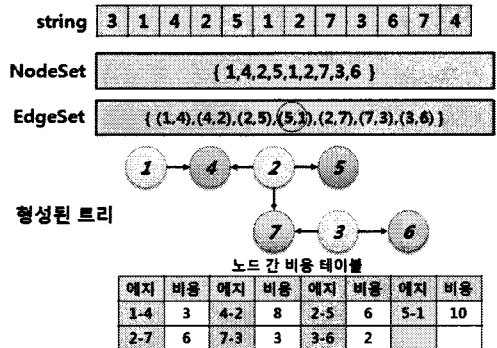 string 3 1 4 2 5 1 2 7 3 6 7 4
NodeSet { 1,4,2,5,1,2,7,3,6 }
EdgeSet { (1,4),(4,2),(2,5),(5,1),(2,7),(7,3),(3,6) }
1 4 2 5
형성된 트리
7 3 6
노드 간 비용 테이블
에지 비용 에지 비용 에지 비용 에지 비용
1-4 3 4-2 8 2-5 6 5-1 10
2-7 6 7-3 3 3-6 2